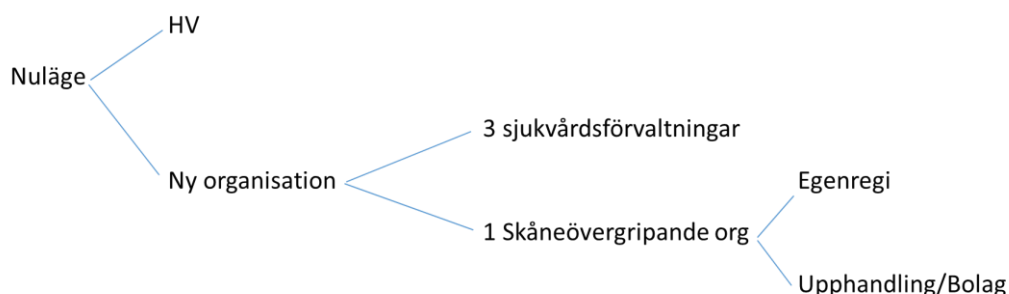 HV
Nuläge
3 sjukvårdsförvaltningar
Ny organisation
Egenregi
1 Skåneövergripande org
Upphandling/Bolag